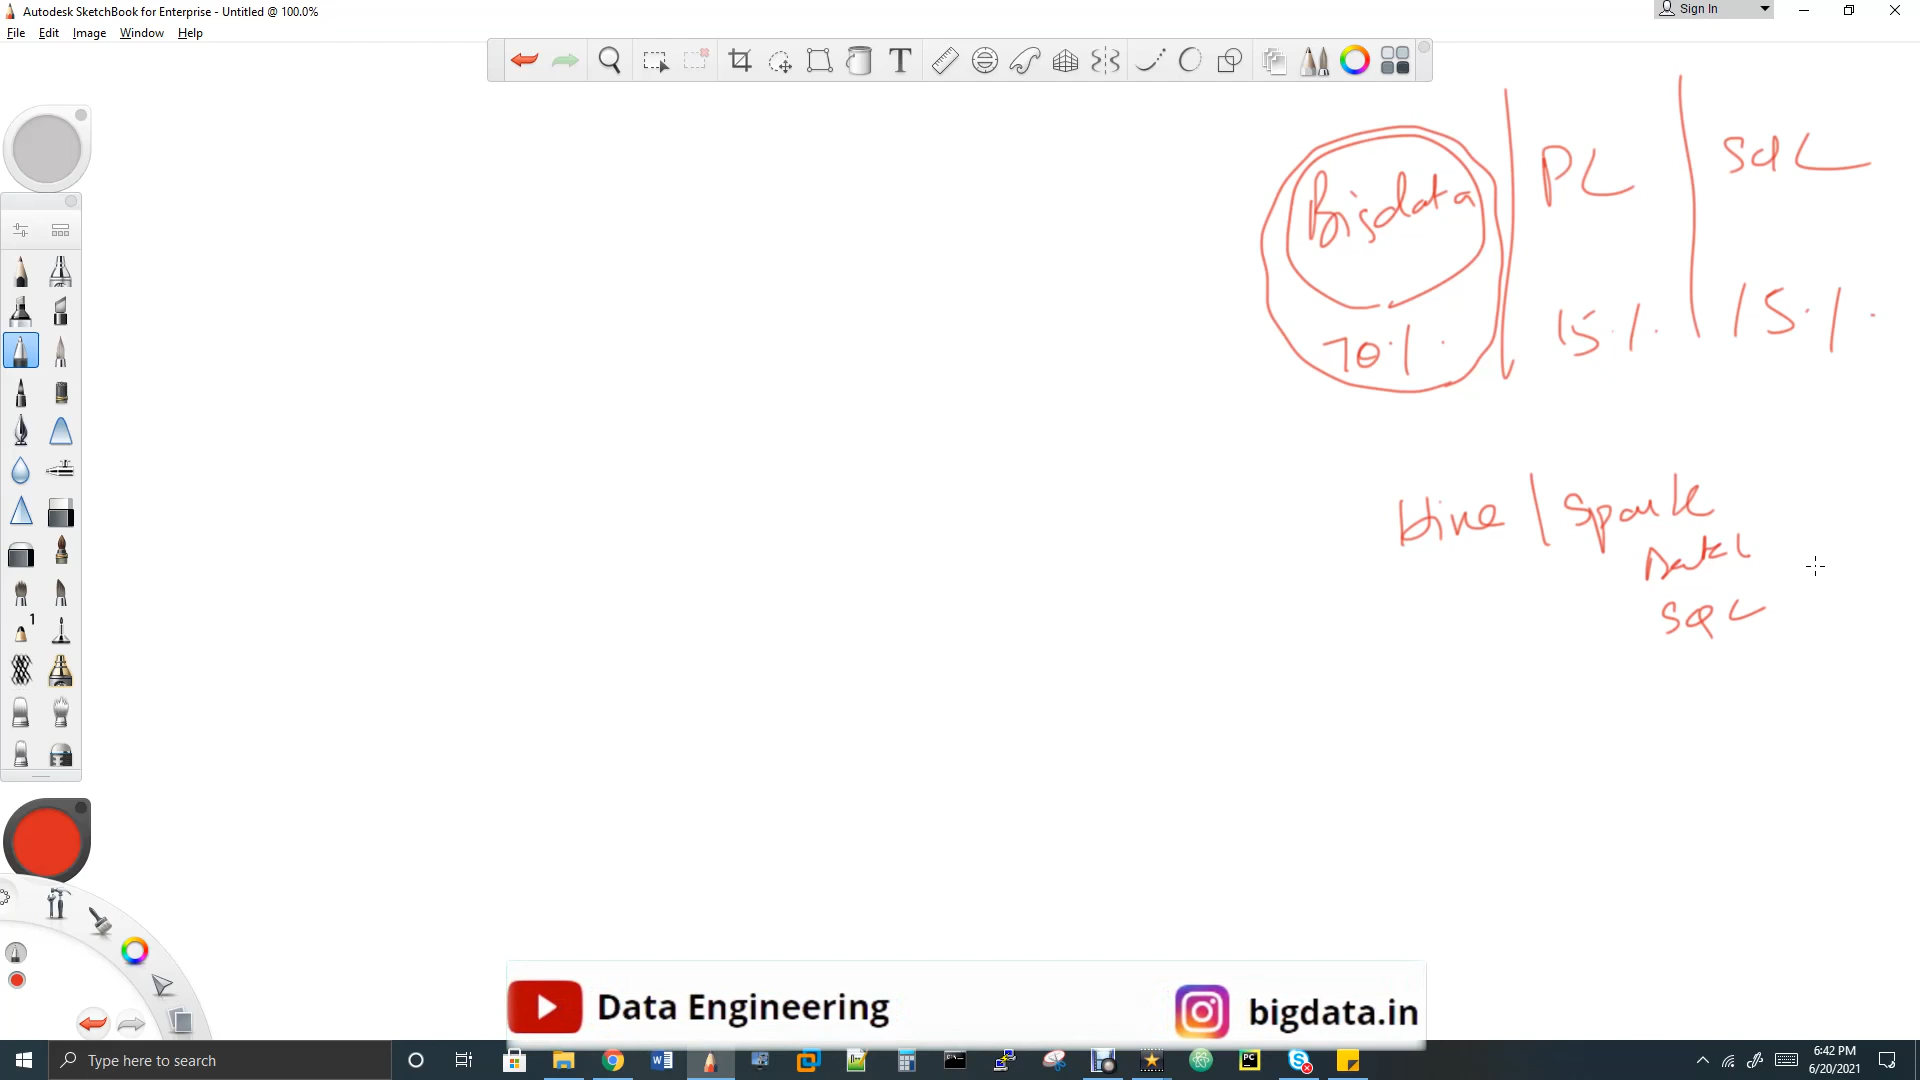 Autodesk SketchBook for Enterprise - Untitled @ 100.0%
Sign In
File Edit Image Window Help
Bigdata
PL
SQL
70%.
15%.
15%.
Hive | Spark
SQL
1
Data Engineering
bigdata.in
Type here to search
6:42 PM
6/20/2021